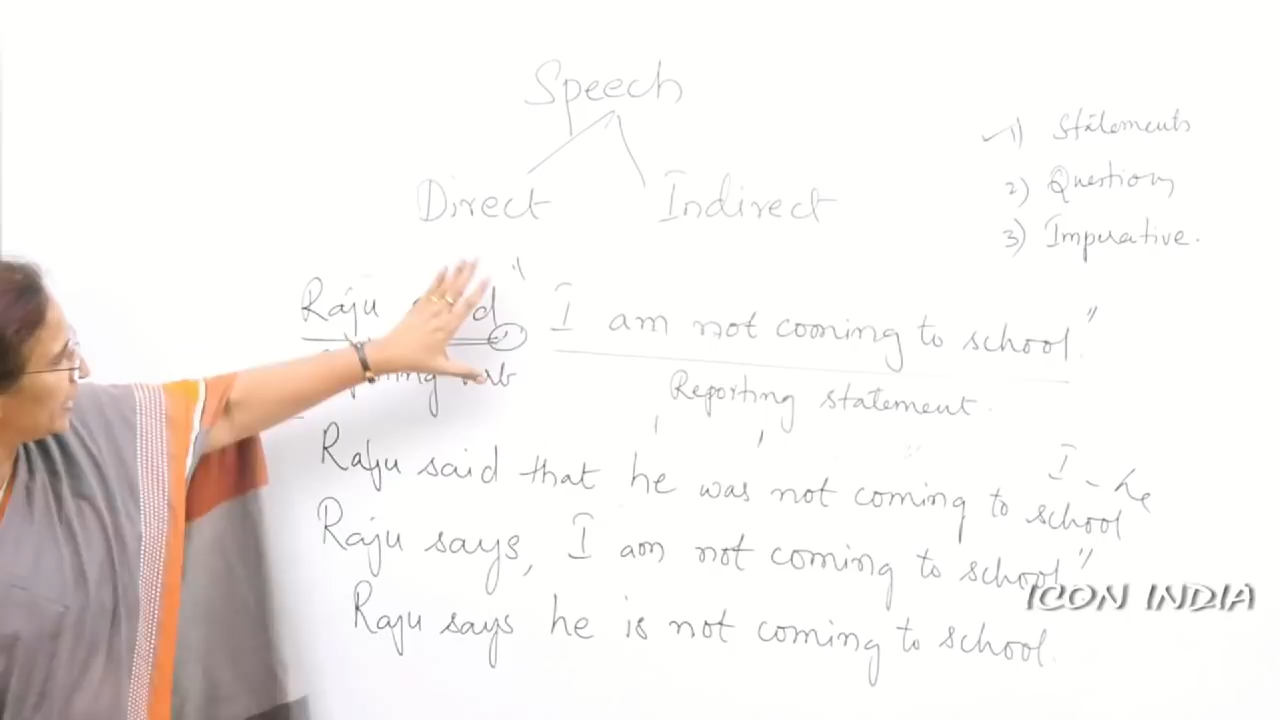 Speech
Direct Indirect
1) Statements
2) Questions
3) Imperative.
Raju "I am not coming to school."
Reporting statement
Raju said that he was not coming to school
I - he
Raju says, I am not coming to school"
Raju says he is not coming to school.
ICON INDIA